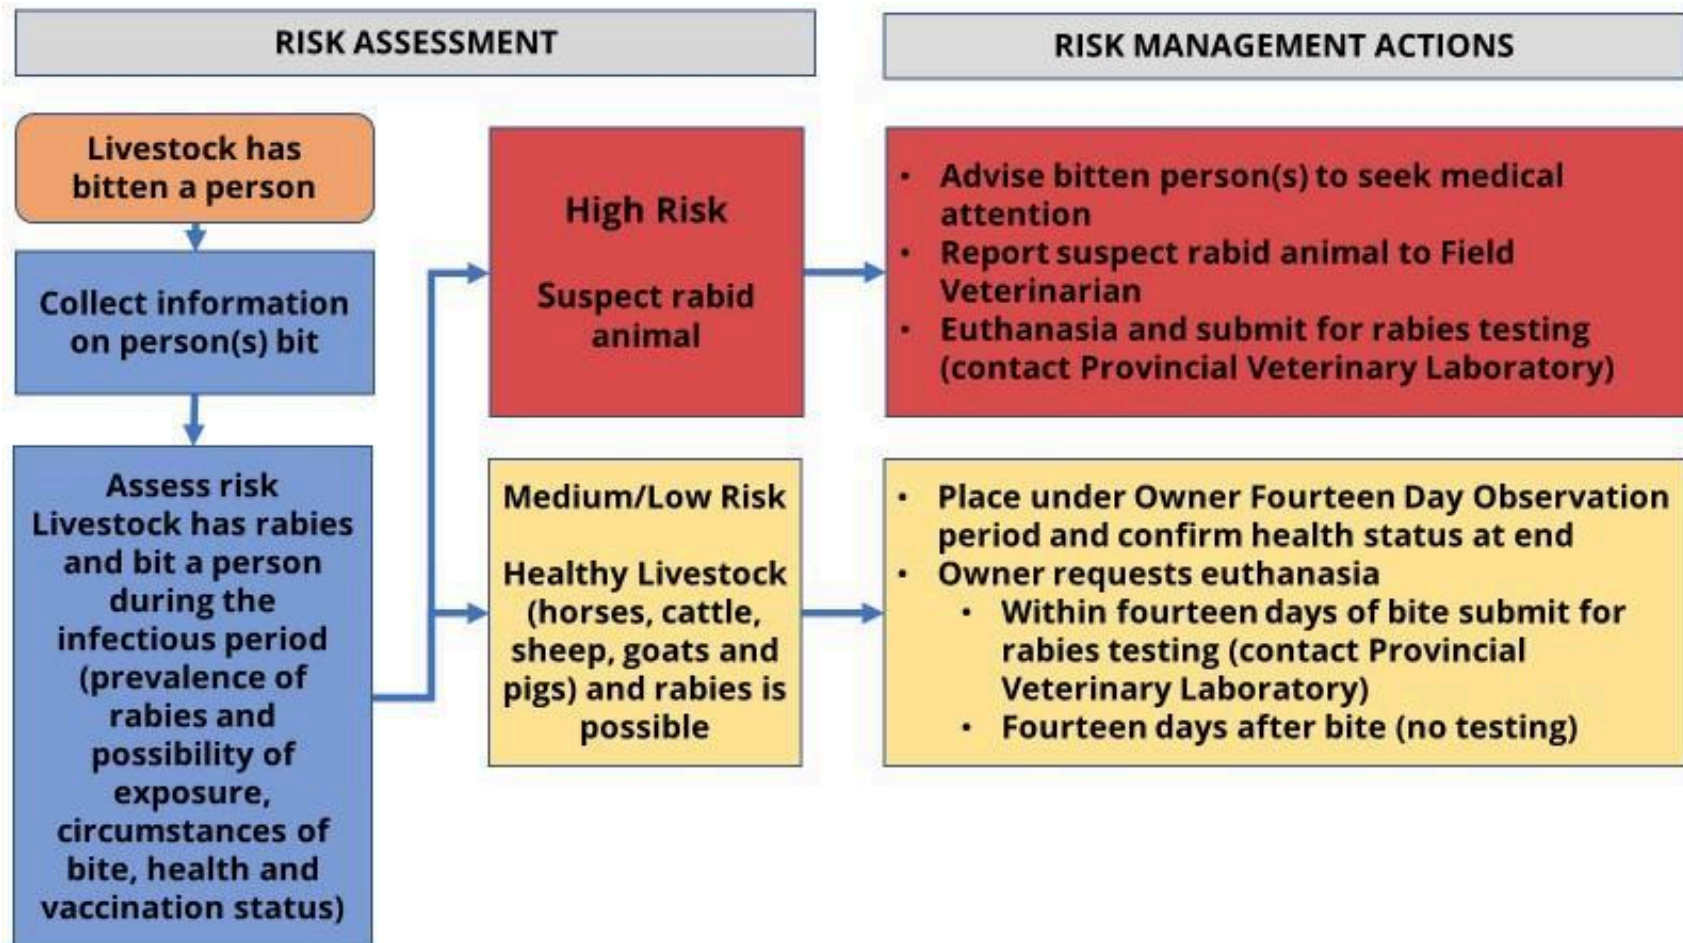 RISK ASSESSMENT
RISK MANAGEMENT ACTIONS
Livestock has
bitten a person
Collect information
on person(s) bit
Assess risk
Livestock has rabies
and bit a person
during the
infectious period
(prevalence of
rabies and
possibility of
exposure,
circumstances of
bite, health and
vaccination status)
High Risk
Suspect rabid
animal
• Advise bitten person(s) to seek medical
attention
• Report suspect rabid animal to Field
Veterinarian
• Euthanasia and submit for rabies testing
(contact Provincial Veterinary Laboratory)
Medium/Low Risk
Healthy Livestock
(horses, cattle,
sheep, goats and
pigs) and rabies is
possible
• Place under Owner Fourteen Day Observation
period and confirm health status at end
• Owner requests euthanasia
• Within fourteen days of bite submit for
rabies testing (contact Provincial
Veterinary Laboratory)
• Fourteen days after bite (no testing)